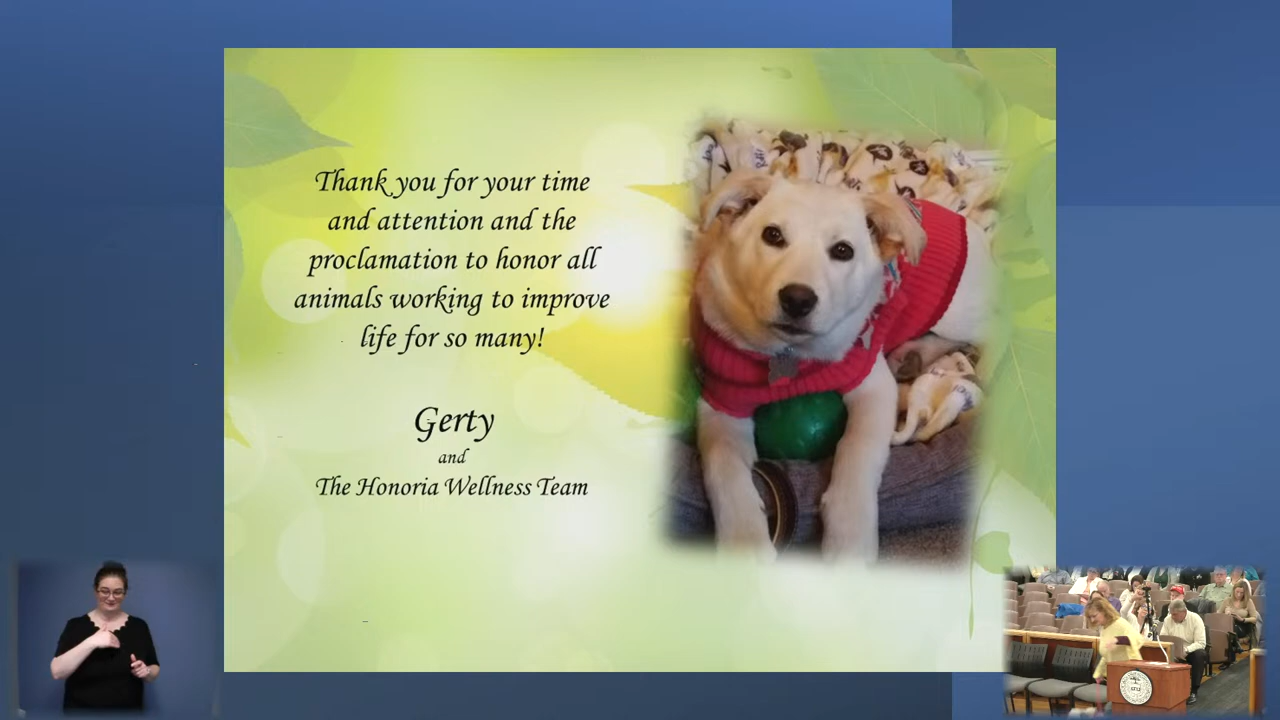 Thank you for your time
and attention and the
proclamation to honor all
animals working to improve
life for so many!
Gerty
and
The Honoria Wellness Team